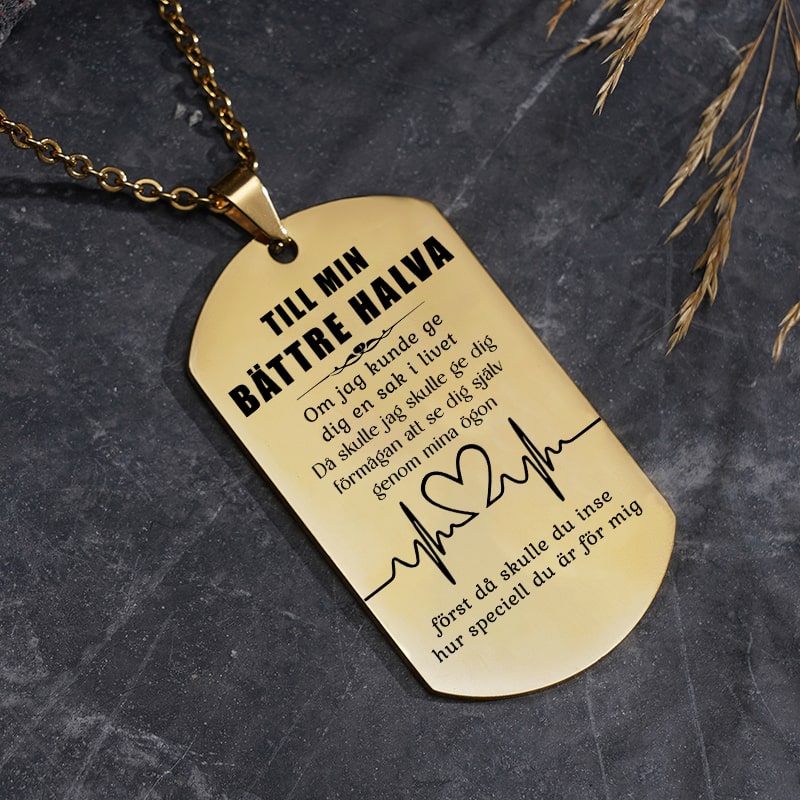 TILL MIN
BÄTTRE HALVA
Om jag kunde ge
dig en sak i livet
Då skulle jag skulle ge dig
förmågan att se dig själv
genom mina ögon
först då skulle du inse
hur speciell du är för mig